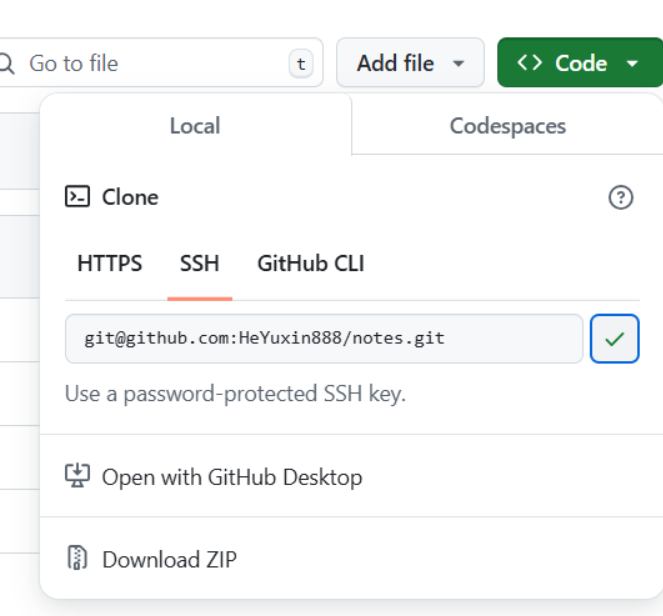 Go to file t Add file <> Code
Local Codespaces
Clone
HTTPS SSH GitHub CLI
git@github.com:HeYuxin888/notes.git
Use a password-protected SSH key.
Open with GitHub Desktop
Download ZIP